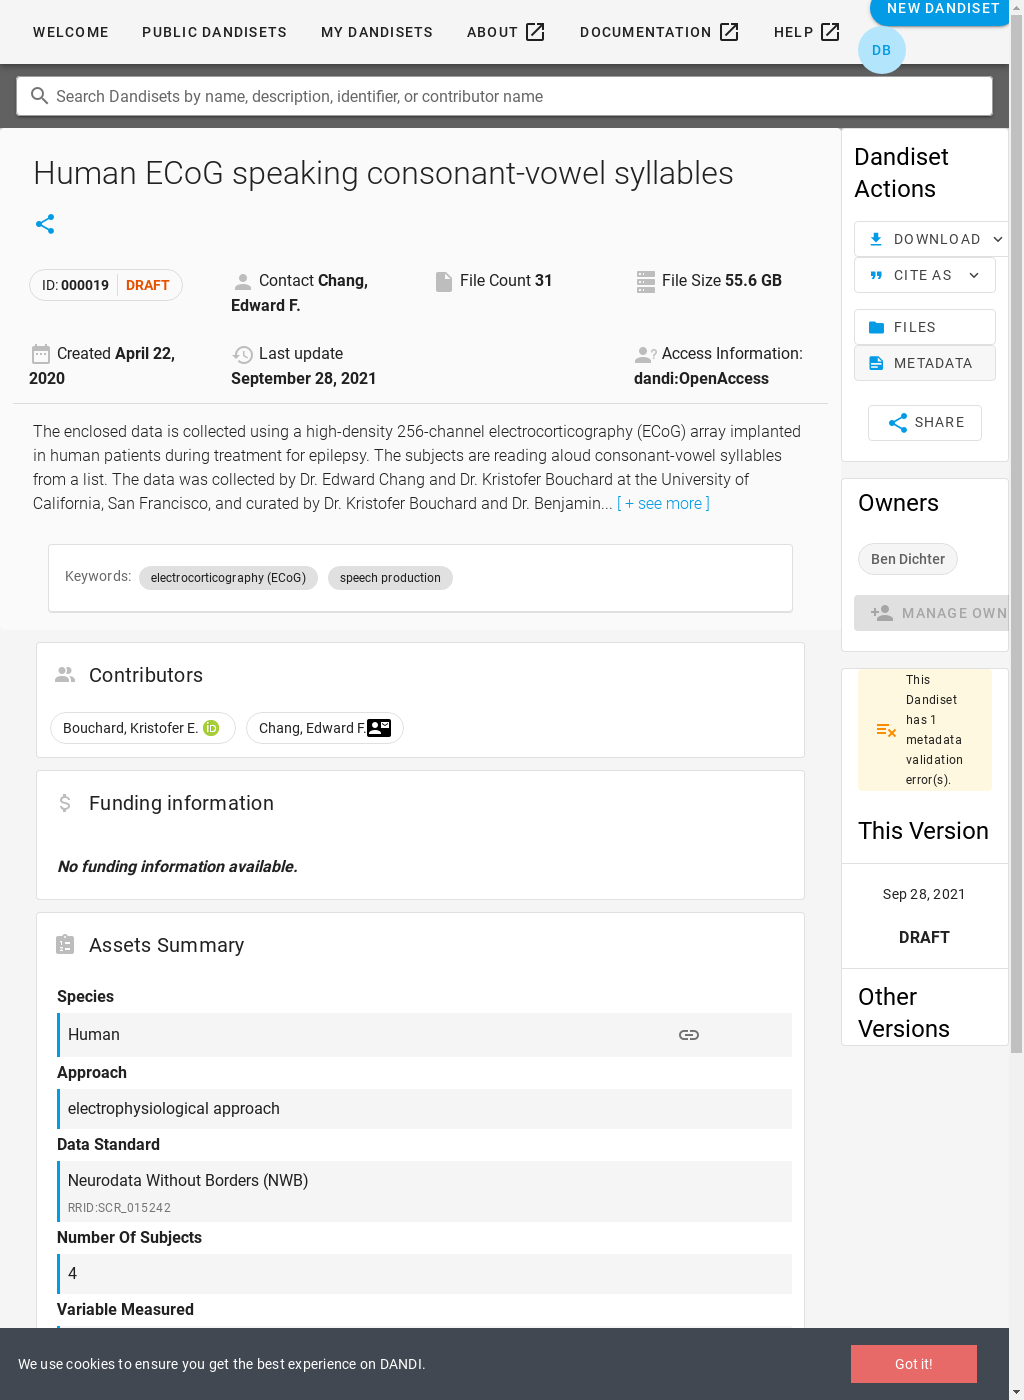 WELCOME PUBLIC DANDISETS MY DANDISETS ABOUT DOCUMENTATION HELP NEW DANDISET
DB
Search Dandisets by name, description, identifier, or contributor name
Human ECoG speaking consonant-vowel syllables
ID: 000019 DRAFT
Contact Chang,
Edward F.
File Count 31
File Size 55.6 GB
Created April 22,
2020
Last update
September 28, 2021
Access Information:
dandi:OpenAccess
The enclosed data is collected using a high-density 256-channel electrocorticography (ECoG) array implanted
in human patients during treatment for epilepsy. The subjects are reading aloud consonant-vowel syllables
from a list. The data was collected by Dr. Edward Chang and Dr. Kristofer Bouchard at the University of
California, San Francisco, and curated by Dr. Kristofer Bouchard and Dr. Benjamin... [ + see more ]
Keywords: electrocorticography (ECoG) speech production
Contributors
Bouchard, Kristofer E. iD Chang, Edward F.
Funding information
No funding information available.
Assets Summary
Species
Human
Approach
electrophysiological approach
Data Standard
Neurodata Without Borders (NWB)
RRID:SCR_015242
Number Of Subjects
4
Variable Measured
Dandiset
Actions
DOWNLOAD
CITE AS
FILES
METADATA
SHARE
Owners
Ben Dichter
MANAGE OWN
This
Dandiset
has 1
metadata
validation
error(s).
This Version
Sep 28, 2021
DRAFT
Other
Versions
We use cookies to ensure you get the best experience on DANDI.
Got it!